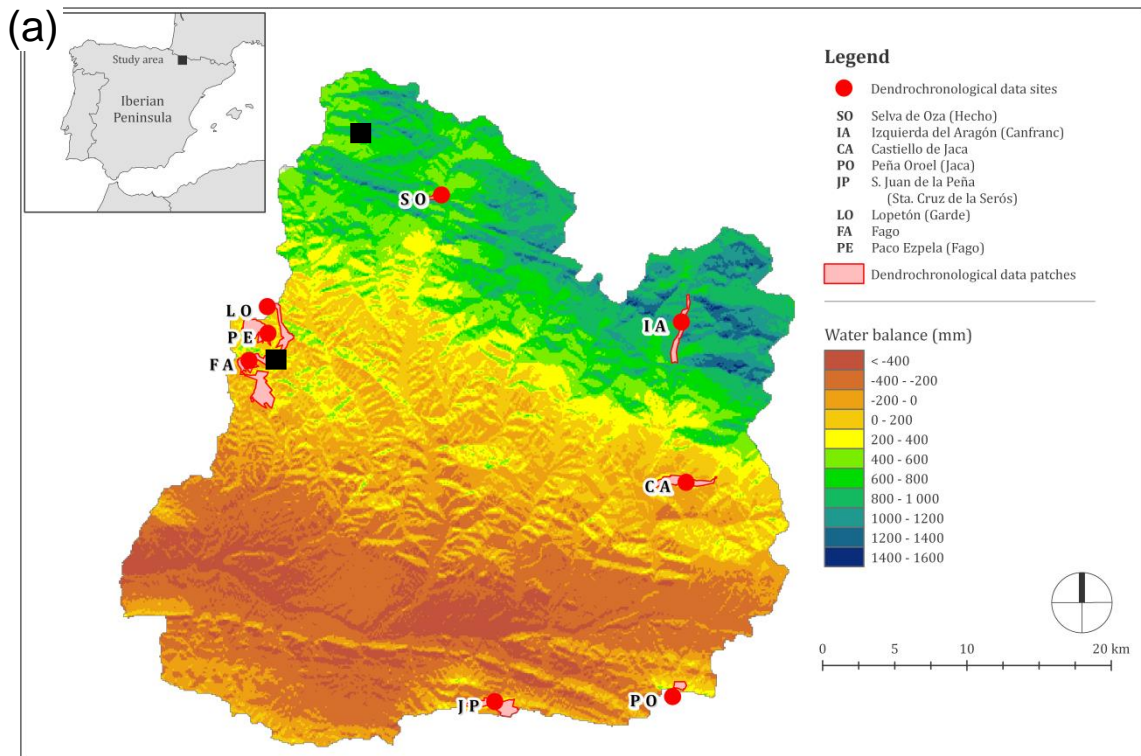 (a)
Study area
Iberian
Peninsula
SO
LO
PE
FA
IA
CA
JP
PO
Legend
Dendrochronological data sites
SO Selva de Oza (Hecho)
IA Izquierda del Aragón (Canfranc)
CA Castiello de Jaca
PO Peña Oroel (Jaca)
JP S. Juan de la Peña
(Sta. Cruz de la Serós)
LO Lopetón (Garde)
FA Fago
PE Paco Ezpela (Fago)
Dendrochronological data patches
Water balance (mm)
< -400
-400 - -200
-200 - 0
0 - 200
200 - 400
400 - 600
600 - 800
800 - 1 000
1000 - 1200
1200 - 1400
1400 - 1600
0 5 10 20 km